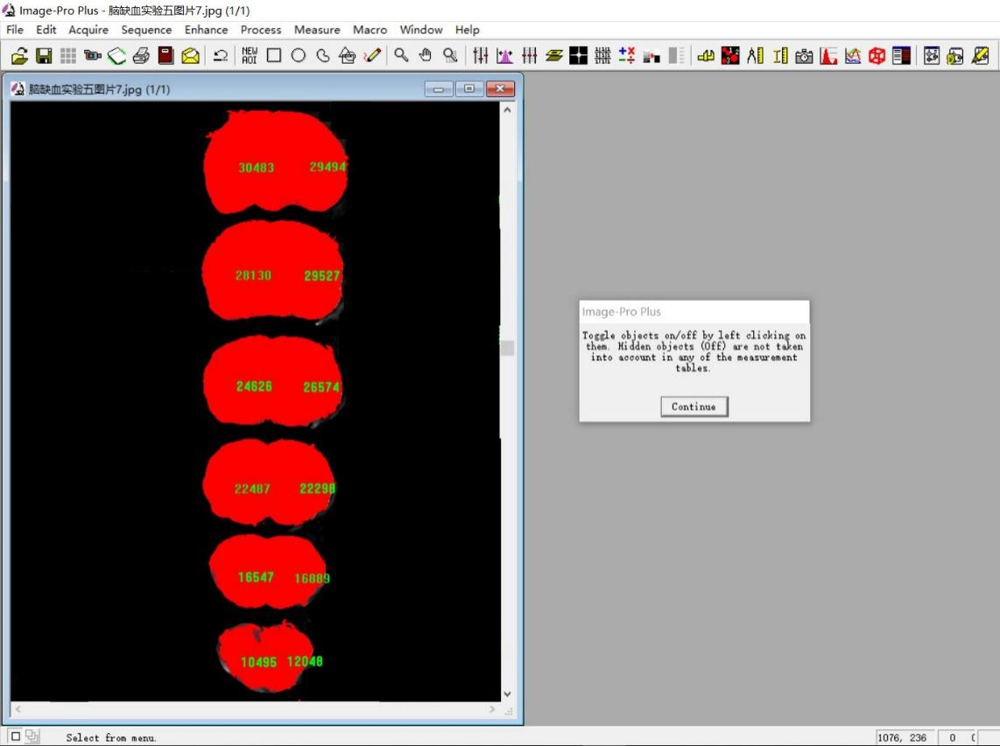 Image-Pro Plus - 脑缺血实验五图片7.jpg (1/1)
File Edit Acquire Sequence Enhance Process Measure Macro Window Help
NEW AOI
脑缺血实验五图片7.jpg (1/1)
30483 29494
28130 29527
24626 26574
22487 22298
16547 16889
10495 12048
Image-Pro Plus
Toggle objects on/off by left clicking on
them. Hidden objects (Off) are not taken
into account in any of the measurement
tables.
Continue
Select from menu.
1076, 236 0